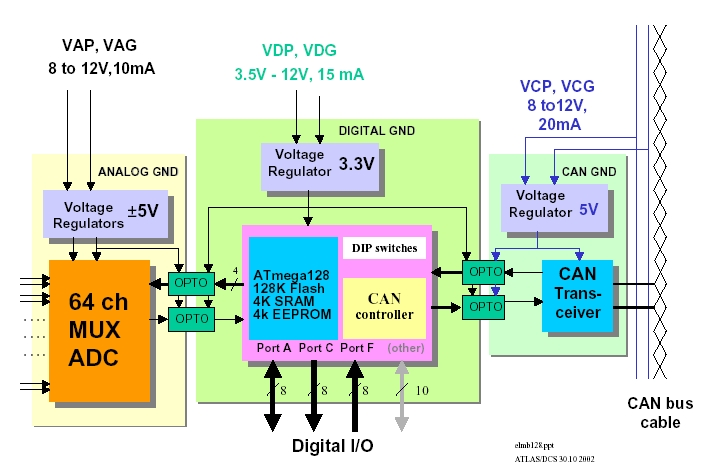 VAP, VAG
8 to 12V,10mA
VDP, VDG
3.5V - 12V, 15 mA
VCP, VCG
8 to12V,
20mA
DIGITAL GND
ANALOG GND
CAN GND
Voltage
Regulator
3.3V
Voltage
Regulators
±5V
Voltage
Regulator
5V
64 ch
MUX
ADC
OPTO
OPTO
4
ATmega128
128K Flash
4K SRAM
4k EEPROM
DIP switches
CAN
controller
OPTO
OPTO
CAN
Trans-
ceiver
Port A
Port C
Port F
(other)
8
8
8
10
Digital I/O
CAN bus
cable
elmb128.ppt
ATLAS/DCS 30.10 2002